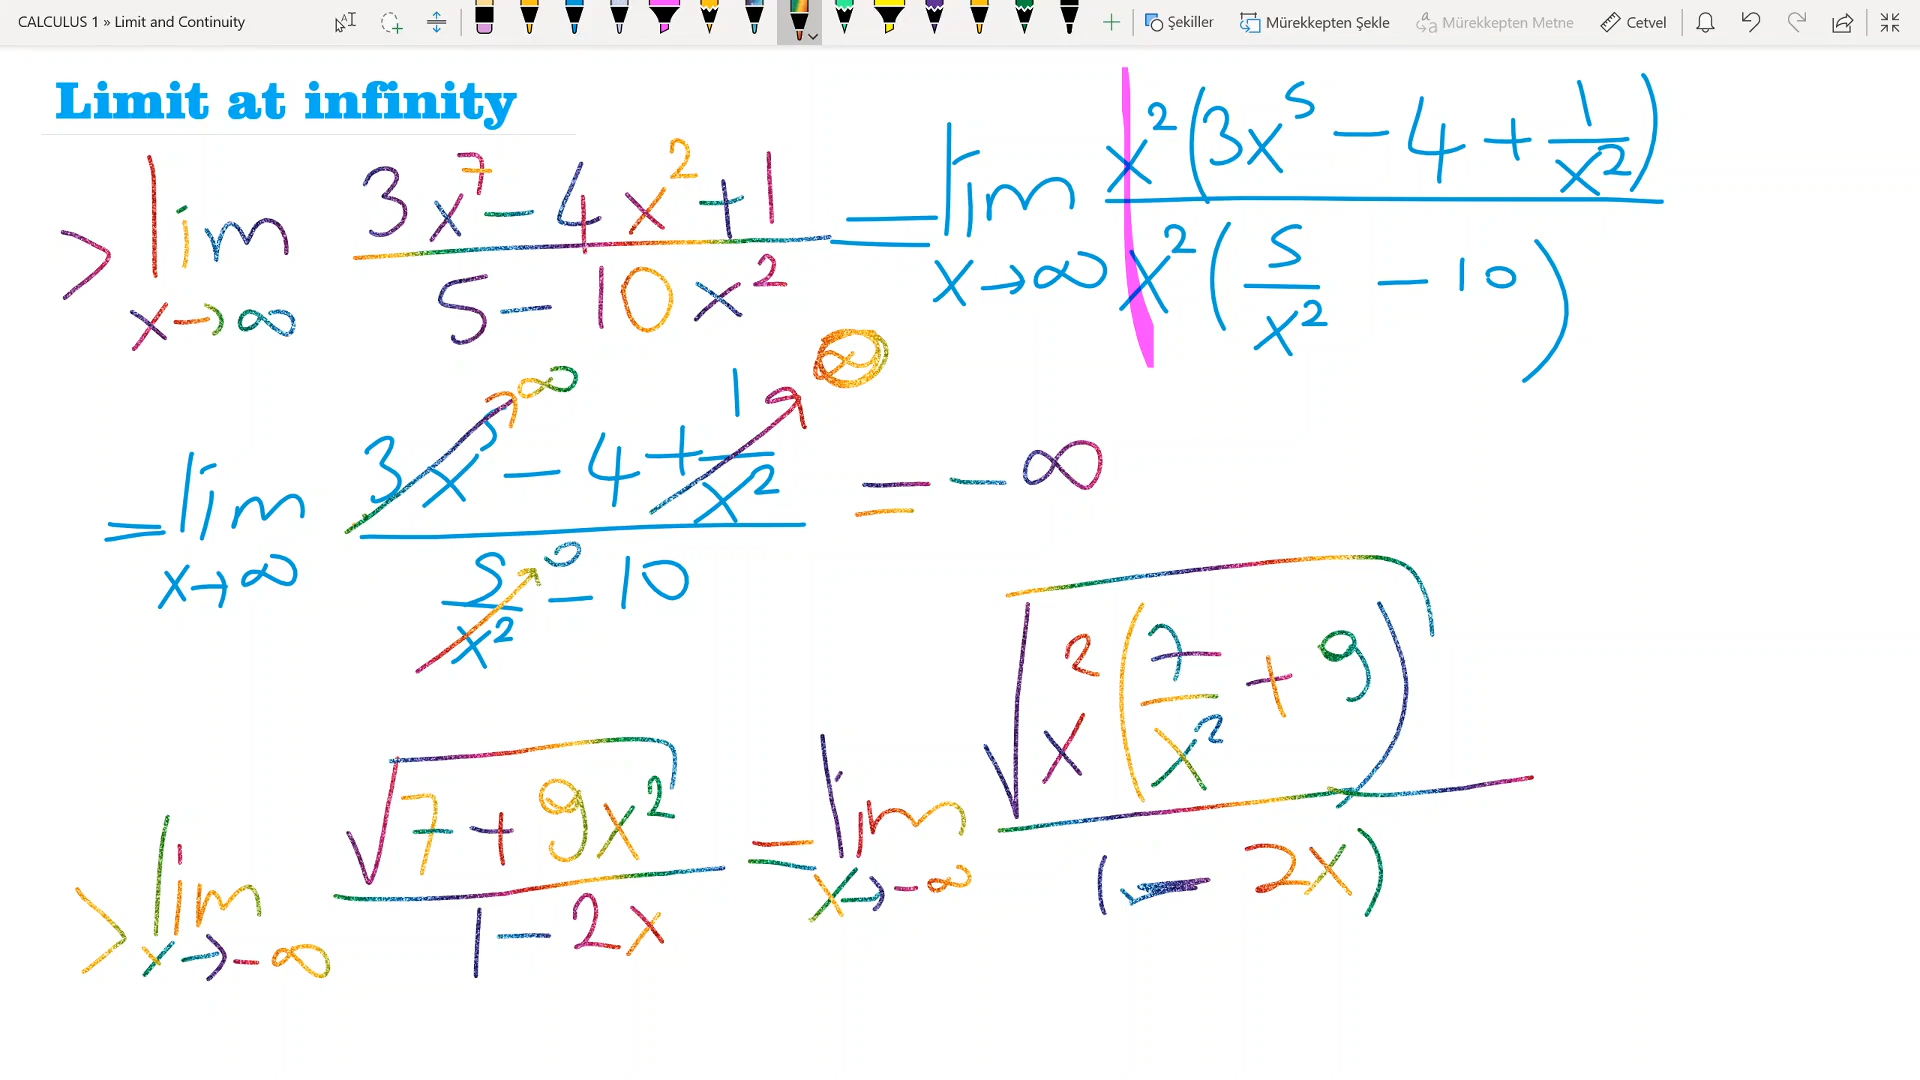 CALCULUS 1 » Limit and Continuity
Şekiller
Mürekkepten Şekle
Mürekkepten Metne
Cetvel
Limit at infinity
> lim x→∞ (3x^7 - 4x^2 + 1)/(5 - 10x^2) = lim x→∞ x^2(3x^5 - 4 + 1/x^2)/x^2(5/x^2 - 10)
= lim x→∞ (3x^5 - 4 + 1/x^2)/(5/x^2 - 10) = -∞
∞
0
> lim x→-∞ √(7 + 9x^2)/(1 - 2x) = lim x→-∞ √(x^2(7/x^2 + 9))/(- 2x)